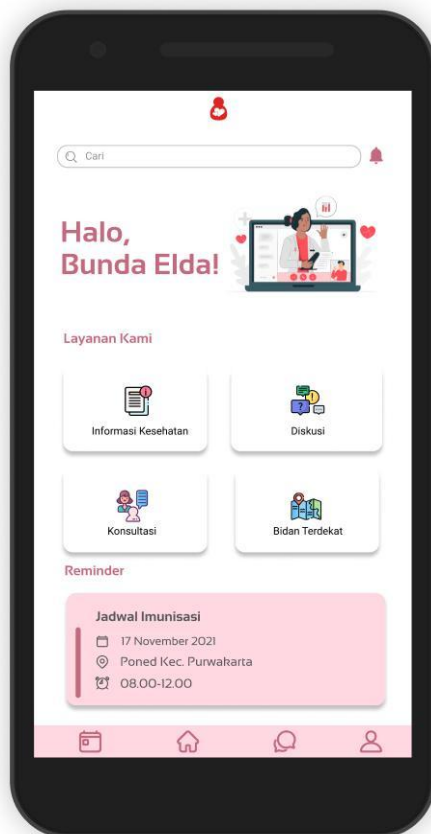 Cari
Halo,
Bunda Elda!
Layanan Kami
Informasi Kesehatan
Diskusi
Konsultasi
Bidan Terdekat
Reminder
Jadwal Imunisasi
17 November 2021
Poned Kec. Purwakarta
08.00-12.00